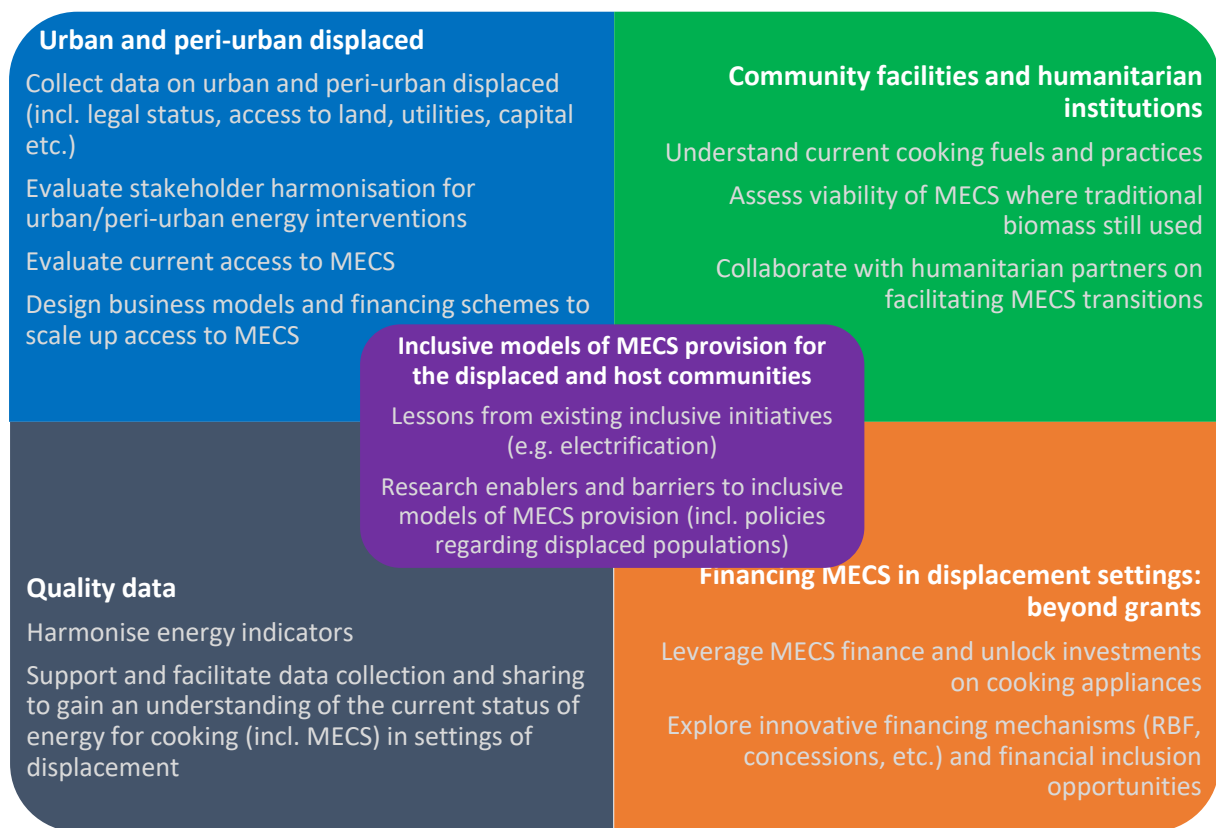 Urban and peri-urban displaced
Collect data on urban and peri-urban displaced
(incl. legal status, access to land, utilities, capital
etc.)
Evaluate stakeholder harmonisation for
urban/peri-urban energy interventions
Evaluate current access to MECS
Design business models and financing schemes to
scale up access to MECS
Community facilities and humanitarian
institutions
Understand current cooking fuels and practices
Assess viability of MECS where traditional
biomass still used
Collaborate with humanitarian partners on
facilitating MECS transitions
Inclusive models of MECS provision for
the displaced and host communities
Lessons from existing inclusive initiatives
(e.g. electrification)
Research enablers and barriers to inclusive
models of MECS provision (incl. policies
regarding displaced populations)
Quality data
Harmonise energy indicators
Support and facilitate data collection and sharing
to gain an understanding of the current status of
energy for cooking (incl. MECS) in settings of
displacement
Financing MECS in displacement settings:
beyond grants
Leverage MECS finance and unlock investments
on cooking appliances
Explore innovative financing mechanisms (RBF,
concessions, etc.) and financial inclusion
opportunities